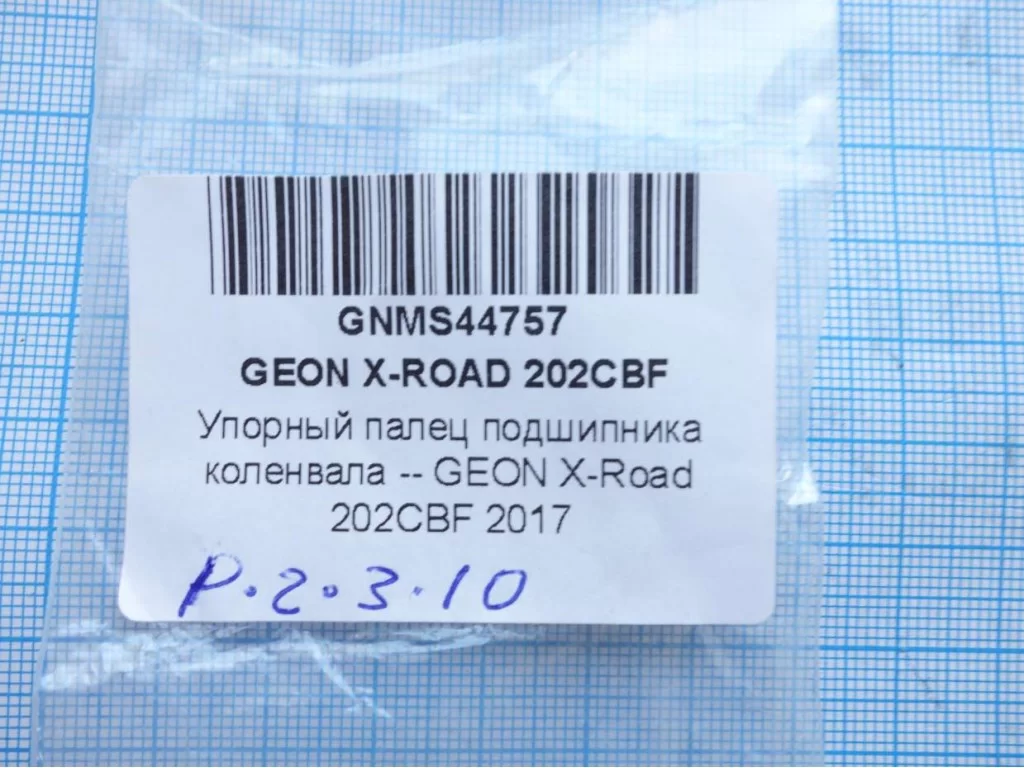 GNMS44757
GEON X-ROAD 202CBF
Упорный палец подшипника
коленвала -- GEON X-Road
202CBF 2017
P.2.3.10